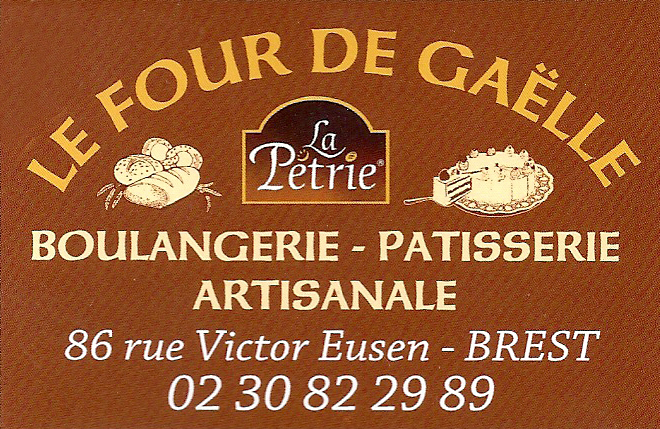 LE FOUR DE GAËLLE
La
Pétrie®
BOULANGERIE - PATISSERIE
ARTISANALE
86 rue Victor Eusen - BREST
02 30 82 29 89